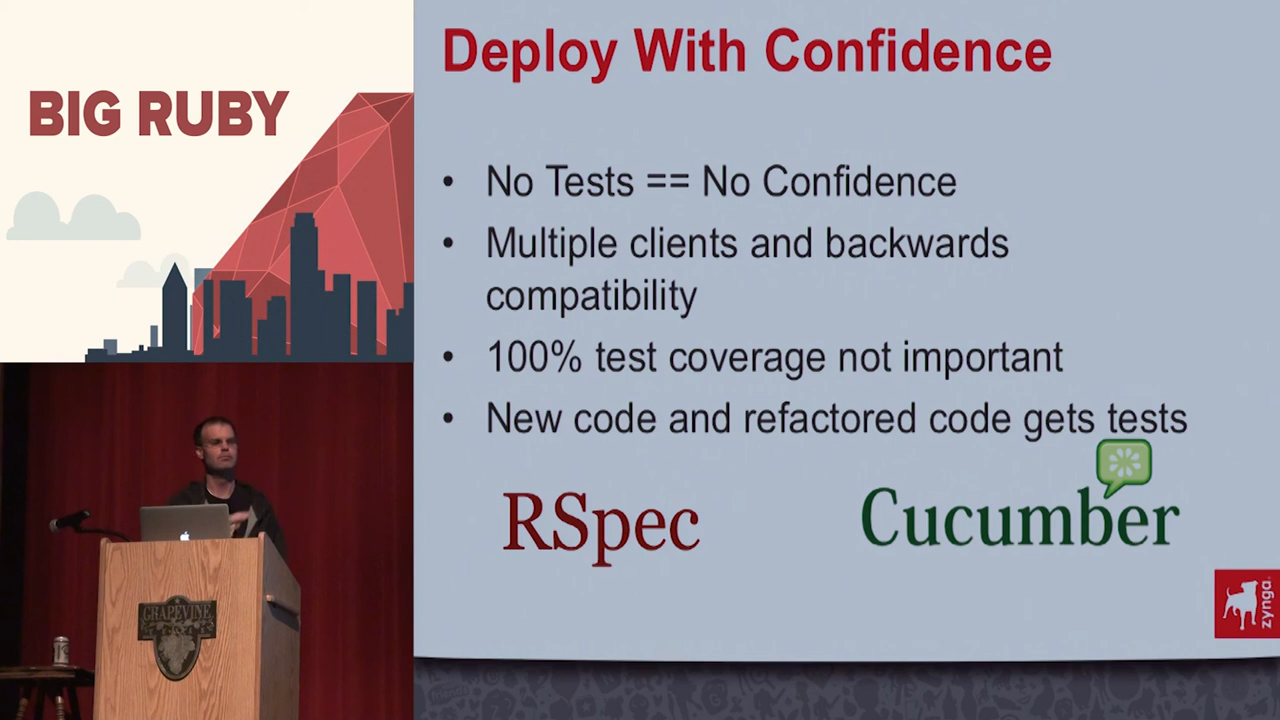 BIG RUBY
Deploy With Confidence
• No Tests == No Confidence
• Multiple clients and backwards
compatibility
• 100% test coverage not important
• New code and refactored code gets tests
RSpec
Cucumber
zynga
GRAPEVINE